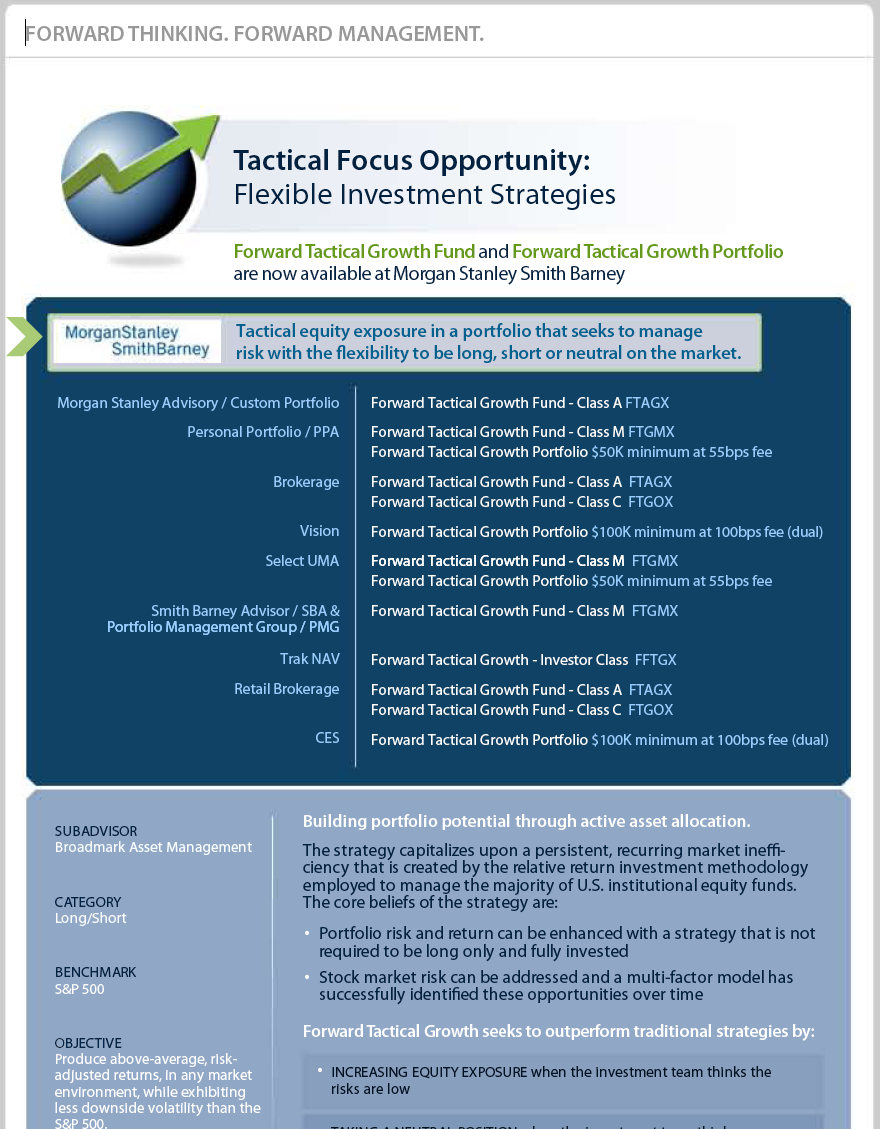 FORWARD THINKING. FORWARD MANAGEMENT.
Tactical Focus Opportunity:
Flexible Investment Strategies
Forward Tactical Growth Fund and Forward Tactical Growth Portfolio
are now available at Morgan Stanley Smith Barney
MorganStanley
SmithBarney
Tactical equity exposure in a portfolio that seeks to manage
risk with the flexibility to be long, short or neutral on the market.
Morgan Stanley Advisory / Custom Portfolio
Forward Tactical Growth Fund - Class A FTAGX
Personal Portfolio / PPA
Forward Tactical Growth Fund - Class M FTGMX
Forward Tactical Growth Portfolio $50K minimum at 55bps fee
Brokerage
Forward Tactical Growth Fund - Class A FTAGX
Forward Tactical Growth Fund - Class C FTGOX
Vision
Forward Tactical Growth Portfolio $100K minimum at 100bps fee (dual)
Select UMA
Forward Tactical Growth Fund - Class M FTGMX
Forward Tactical Growth Portfolio $50K minimum at 55bps fee
Smith Barney Advisor / SBA &
Portfolio Management Group / PMG
Forward Tactical Growth Fund - Class M FTGMX
Trak NAV
Forward Tactical Growth - Investor Class FFTGX
Retail Brokerage
Forward Tactical Growth Fund - Class A FTAGX
Forward Tactical Growth Fund - Class C FTGOX
CES
Forward Tactical Growth Portfolio $100K minimum at 100bps fee (dual)
SUBADVISOR
Broadmark Asset Management
CATEGORY
Long/Short
BENCHMARK
S&P 500
OBJECTIVE
Produce above-average, risk-
adjusted returns, in any market
environment, while exhibiting
less downside volatility than the
S&P 500.
Building portfolio potential through active asset allocation.
The strategy capitalizes upon a persistent, recurring market ineffi-
ciency that is created by the relative return investment methodology
employed to manage the majority of U.S. institutional equity funds.
The core beliefs of the strategy are:
• Portfolio risk and return can be enhanced with a strategy that is not
required to be long only and fully invested
• Stock market risk can be addressed and a multi-factor model has
successfully identified these opportunities over time
Forward Tactical Growth seeks to outperform traditional strategies by:
• INCREASING EQUITY EXPOSURE when the investment team thinks the
risks are low